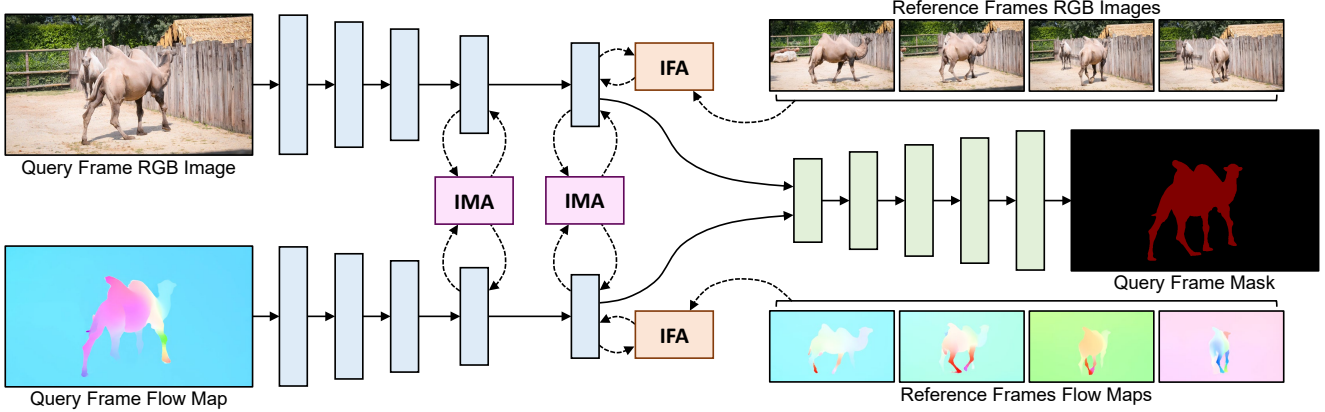 Reference Frames RGB Images
IFA
Query Frame RGB Image
IMA
IMA
Query Frame Mask
IFA
Query Frame Flow Map
Reference Frames Flow Maps